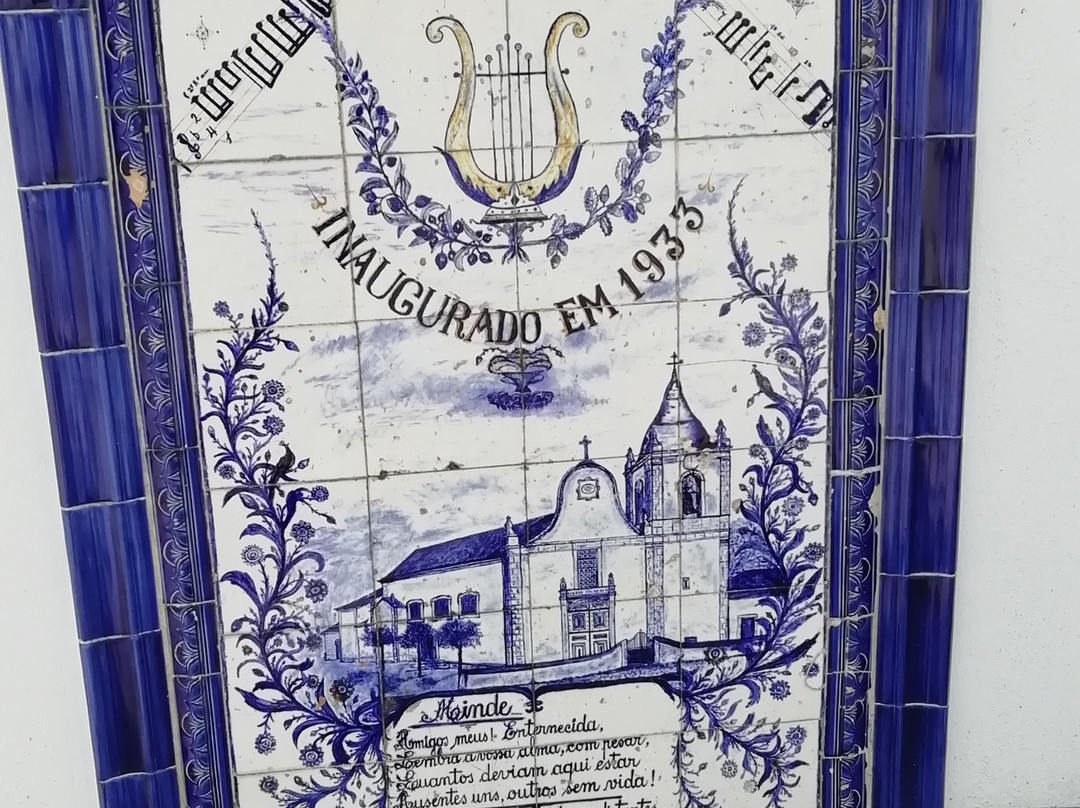 INAUGURADO EM 1933
Minde
Amigos meus! Enternecida,
Lembra a vossa alma, com pesar,
Quantos deviam aqui estar
Ausentes uns, outros sem vida!